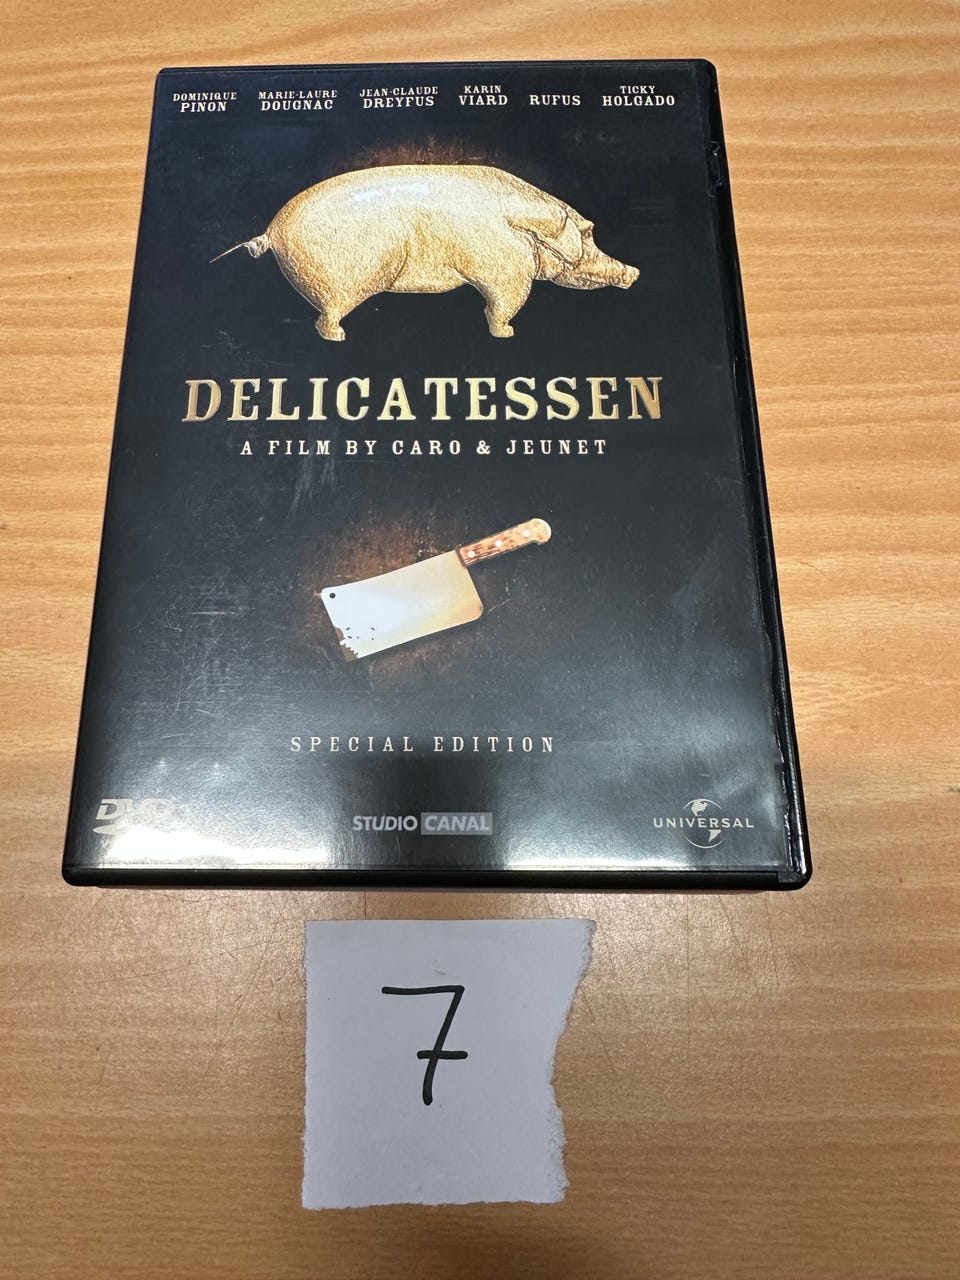 DOMINIQUE PINON MARIE-LAURE DOUGNAC JEAN-CLAUDE DREYFUS KARIN VIARD RUFUS TICKY HOLGADO
DELICATESSEN
A FILM BY CARO & JEUNET
SPECIAL EDITION
DVD STUDIO CANAL UNIVERSAL
7